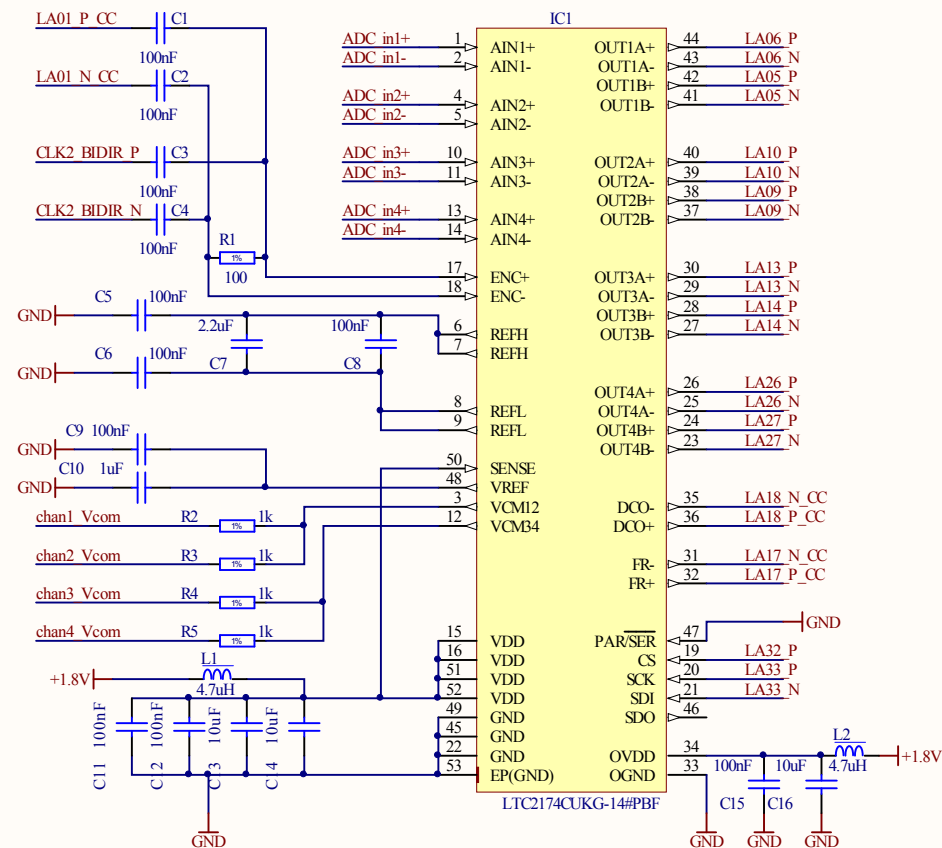 IC1
LA01_P_CC C1
100nF
LA01_N_CC C2
100nF
CLK2_BIDIR_P C3
100nF
CLK2_BIDIR_N C4
100nF
R1
1%
100
C5 100nF
GND
2.2uF 100nF
C6 100nF C7 C8
GND
C9 100nF
GND
C10 1uF
GND
chan1_Vcom R2 1% 1k
chan2_Vcom R3 1% 1k
chan3_Vcom R4 1% 1k
chan4_Vcom R5 1% 1k
L1
+1.8V
4.7uH
C11 100nF
C12 100nF
C13 10uF
C14 10uF
GND
ADC_in1+ 1 AIN1+
ADC_in1- 2 AIN1-
ADC_in2+ 4 AIN2+
ADC_in2- 5 AIN2-
ADC_in3+ 10 AIN3+
ADC_in3- 11 AIN3-
ADC_in4+ 13 AIN4+
ADC_in4- 14 AIN4-
17 ENC+
18 ENC-
6 REFH
7 REFH
8 REFL
9 REFL
50 SENSE
48 VREF
3 VCM12
12 VCM34
15 VDD
16 VDD
51 VDD
52 VDD
49 GND
45 GND
22 GND
53 EP(GND)
OUT1A+ 44 LA06_P
OUT1A- 43 LA06_N
OUT1B+ 42 LA05_P
OUT1B- 41 LA05_N
OUT2A+ 40 LA10_P
OUT2A- 39 LA10_N
OUT2B+ 38 LA09_P
OUT2B- 37 LA09_N
OUT3A+ 30 LA13_P
OUT3A- 29 LA13_N
OUT3B+ 28 LA14_P
OUT3B- 27 LA14_N
OUT4A+ 26 LA26_P
OUT4A- 25 LA26_N
OUT4B+ 24 LA27_P
OUT4B- 23 LA27_N
DCO- 35 LA18_N_CC
DCO+ 36 LA18_P_CC
FR- 31 LA17_N_CC
FR+ 32 LA17_P_CC
PAR/SER 47 GND
CS 19 LA32_P
SCK 20 LA33_P
SDI 21 LA33_N
SDO 46
OVDD 34
OGND 33
L2
+1.8V
100nF 10uF 4.7uH
C15 C16
GND GND GND
LTC2174CUKG-14#PBF